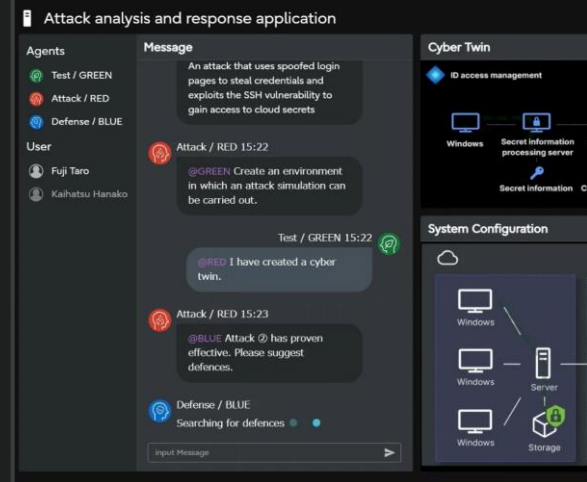 Attack analysis and response application
Agents
Test / GREEN
Attack / RED
Defense / BLUE
User
Fuji Taro
Kaihatsu Hanako
Message
An attack that uses spoofed login
pages to steal credentials and
exploits the SSH vulnerability to
gain access to cloud secrets
Attack / RED 15:22
@GREEN Create an environment
in which an attack simulation can
be carried out.
Test / GREEN 15:22
@RED I have created a cyber
twin.
Attack / RED 15:23
@BLUE Attack ② has proven
effective. Please suggest
defences.
Defense / BLUE
Searching for defences
input Message
Cyber Twin
ID access management
Windows
Secret information
processing server
Secret information
C
System Configuration
Windows
Windows
Server
Windows
Storage